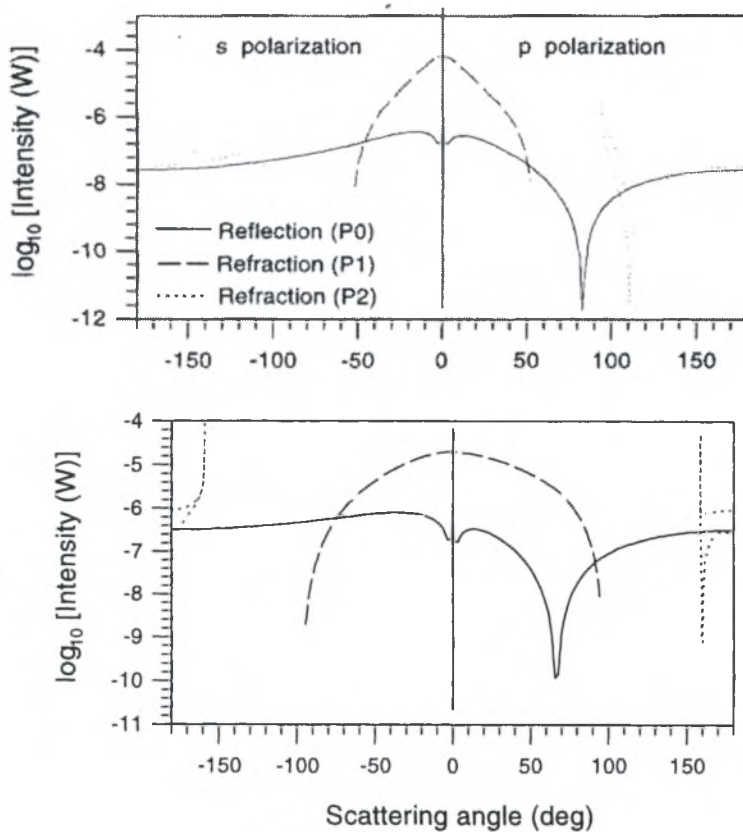 s polarization p polarization
log10 [Intensity (W)]
-4
-6
-8
-10
-12
Reflection (P0)
Refraction (P1)
Refraction (P2)
-150 -100 -50 0 50 100 150
log10 [Intensity (W)]
-4
-5
-6
-7
-8
-9
-10
-11
-150 -100 -50 0 50 100 150
Scattering angle (deg)